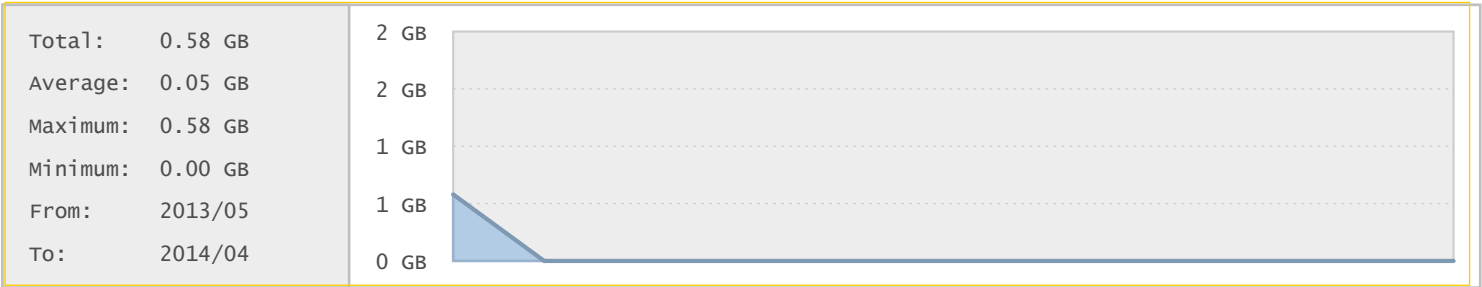 Total: 0.58 GB
Average: 0.05 GB
Maximum: 0.58 GB
Minimum: 0.00 GB
From: 2013/05
To: 2014/04
2 GB
2 GB
1 GB
1 GB
0 GB